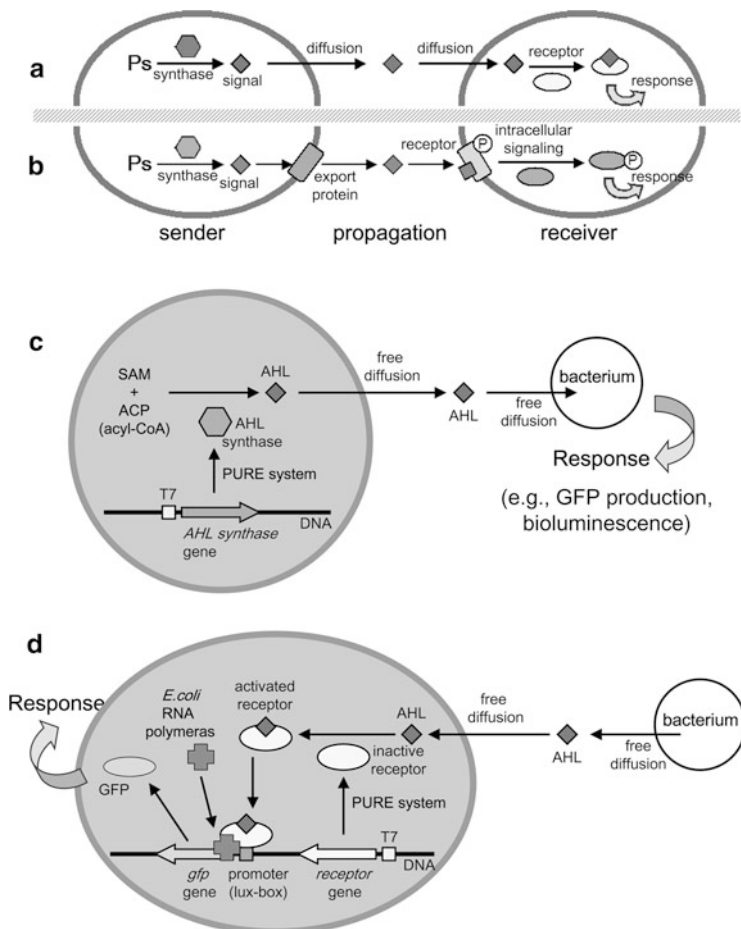 a
Ps
synthase
signal
diffusion
diffusion
receptor
response
b
Ps
synthase
signal
export
protein
receptor
P
intracellular
signaling
P
response
sender
propagation
receiver
c
SAM
+
ACP
(acyl-CoA)
AHL
AHL
synthase
PURE system
T7
DNA
AHL synthase
gene
free
diffusion
AHL
free
diffusion
bacterium
Response
(e.g., GFP production,
bioluminescence)
d
Response
GFP
E.coli
RNA
polymeras
activated
receptor
AHL
inactive
receptor
PURE system
T7
DNA
gfp
gene
promoter
(lux-box)
receptor
gene
free
diffusion
AHL
free
diffusion
bacterium